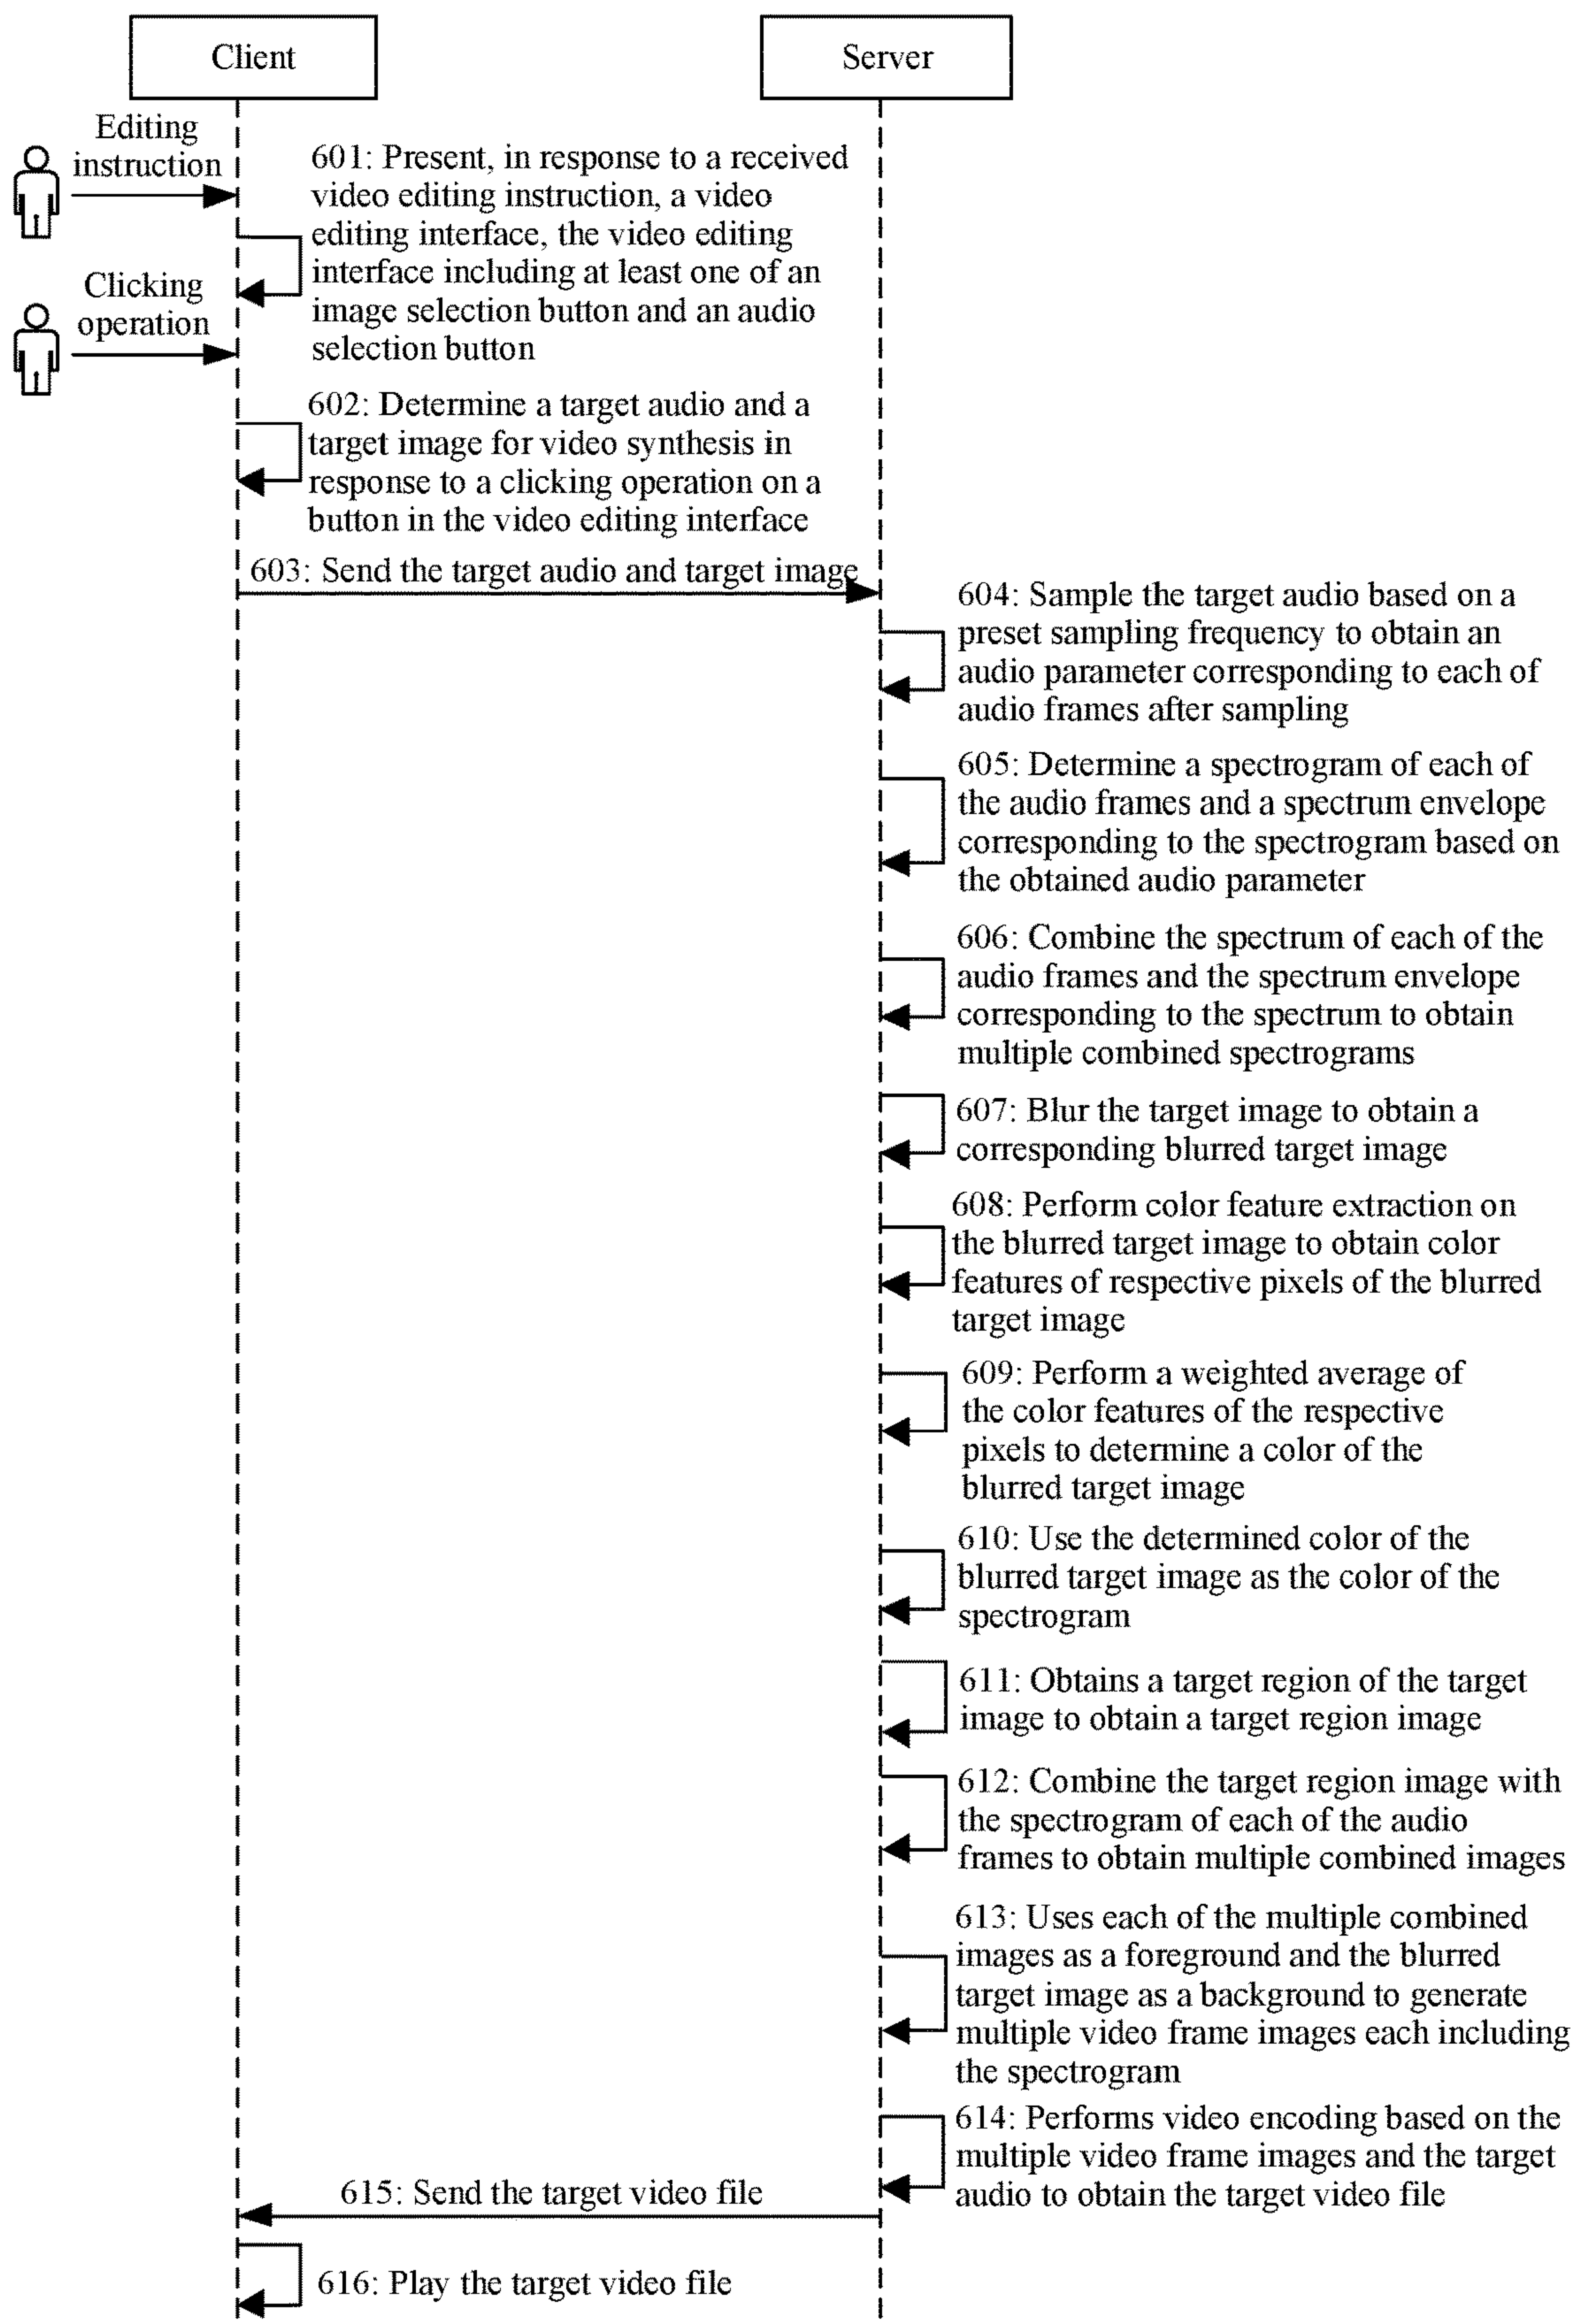 Client
Server
Editing
instruction
601: Present, in response to a received
video editing instruction, a video
editing interface, the video editing
interface including at least one of an
image selection button and an audio
selection button
Clicking
operation
602: Determine a target audio and a
target image for video synthesis in
response to a clicking operation on a
button in the video editing interface
603: Send the target audio and target image
604: Sample the target audio based on a
preset sampling frequency to obtain an
audio parameter corresponding to each of
audio frames after sampling
605: Determine a spectrogram of each of
the audio frames and a spectrum envelope
corresponding to the spectrogram based on
the obtained audio parameter
606: Combine the spectrum of each of the
audio frames and the spectrum envelope
corresponding to the spectrum to obtain
multiple combined spectrograms
607: Blur the target image to obtain a
corresponding blurred target image
608: Perform color feature extraction on
the blurred target image to obtain color
features of respective pixels of the blurred
target image
609: Perform a weighted average of
the color features of the respective
pixels to determine a color of the
blurred target image
610: Use the determined color of the
blurred target image as the color of the
spectrogram
611: Obtains a target region of the target
image to obtain a target region image
612: Combine the target region image with
the spectrogram of each of the audio
frames to obtain multiple combined images
613: Uses each of the multiple combined
images as a foreground and the blurred
target image as a background to generate
multiple video frame images each including
the spectrogram
614: Performs video encoding based on the
multiple video frame images and the target
audio to obtain the target video file
615: Send the target video file
616: Play the target video file